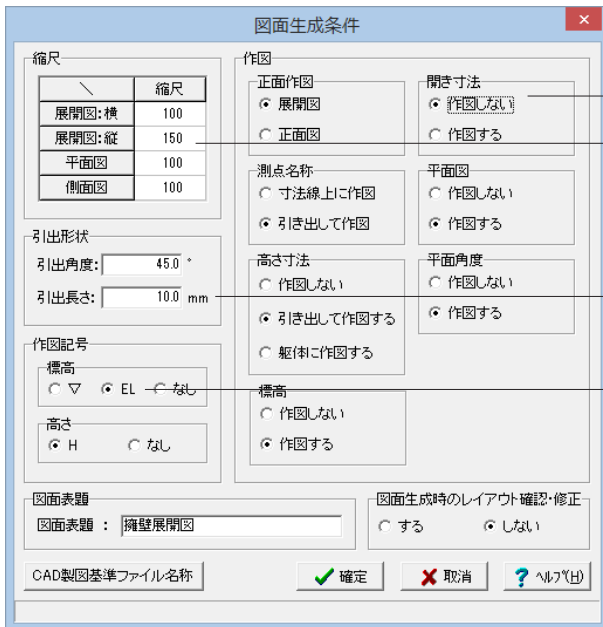 図面生成条件
縮尺
＼ 縮尺
展開図:横 100
展開図:縦 150
平面図 100
側面図 100
引出形状
引出角度: 45.0 °
引出長さ: 10.0 mm
作図記号
標高
▽ EL なし
高さ
H なし
作図
正面作図
展開図
正面図
開き寸法
作図しない
作図する
測点名称
寸法線上に作図
引き出して作図
平面図
作図しない
作図する
高さ寸法
作図しない
引き出して作図する
躯体に作図する
平面角度
作図しない
作図する
標高
作図しない
作図する
図面表題
図面表題 : 擁壁展開図
図面生成時のレイアウト確認・修正
する しない
CAD製図基準ファイル名称
確定
取消
ヘルプ(H)